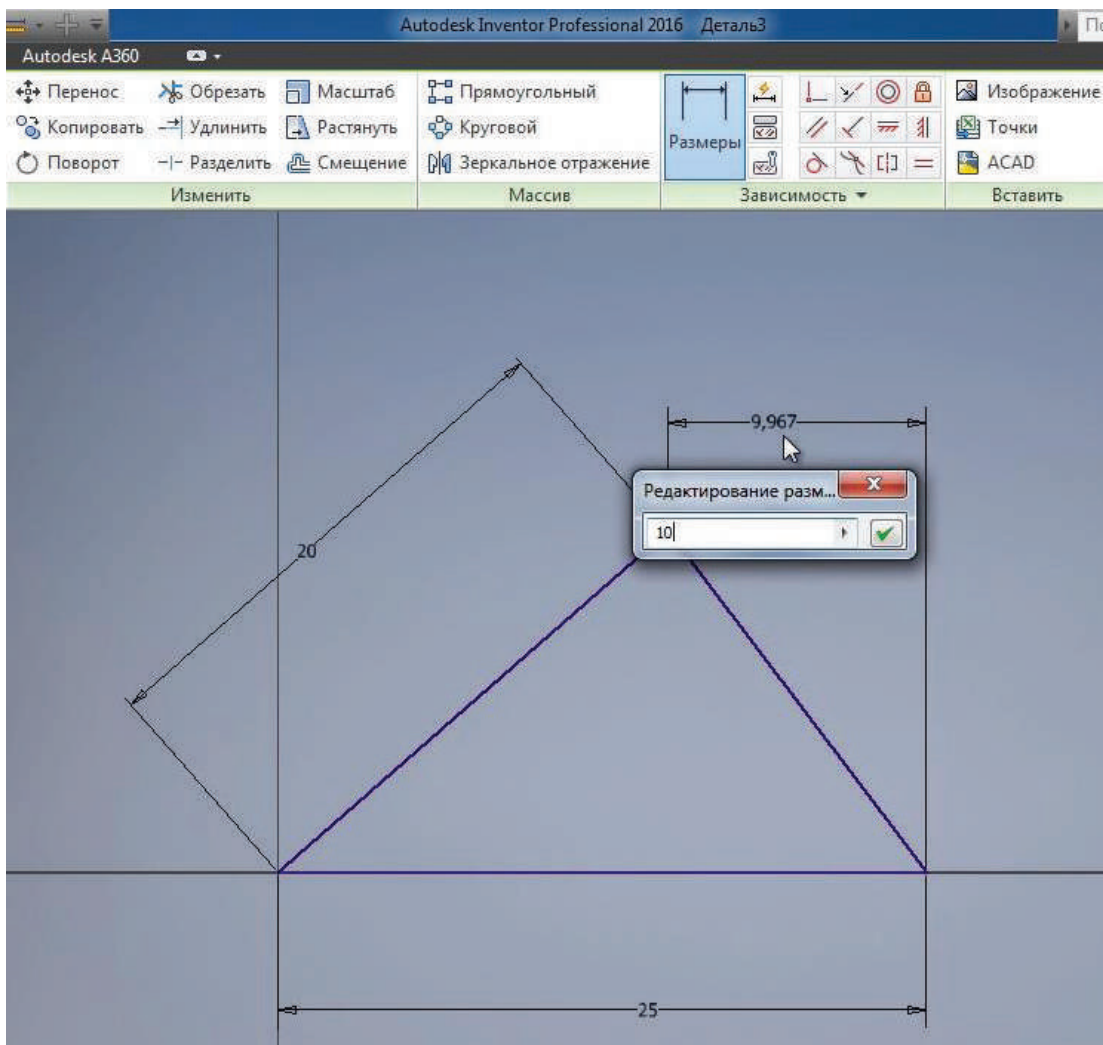 Autodesk Inventor Professional 2016 Деталь3
Autodesk A360
Перенос Обрезать Масштаб Прямоугольный Изображение
Копировать Удлинить Растянуть Круговой Размеры Точки
Поворот Разделить Смещение Зеркальное отражение ACAD
Изменить Массив Зависимость Вставить
9,967
Редактирование разм...
10
20
25